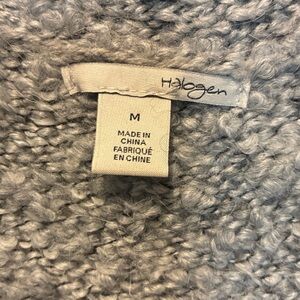 Halogen
M
MADE IN
CHINA
FABRIQUÉ
EN CHINE